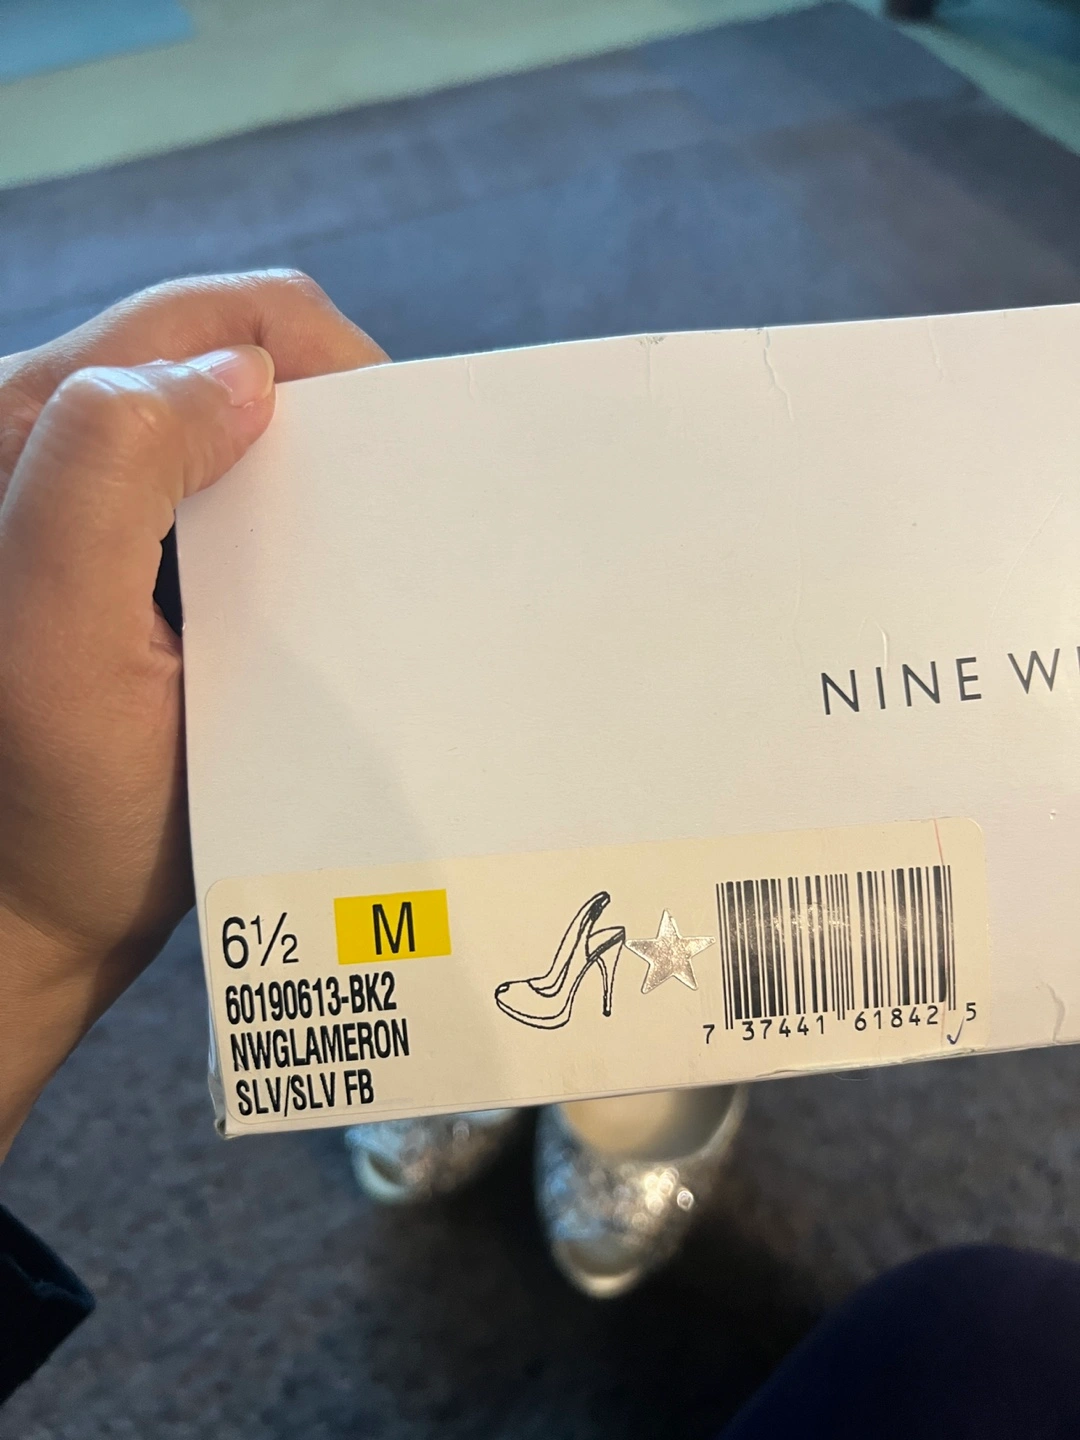 NINE W
6½ M
60190613-BK2
NWGLAMERON
SLV/SLV FB
7 37441 61842 5